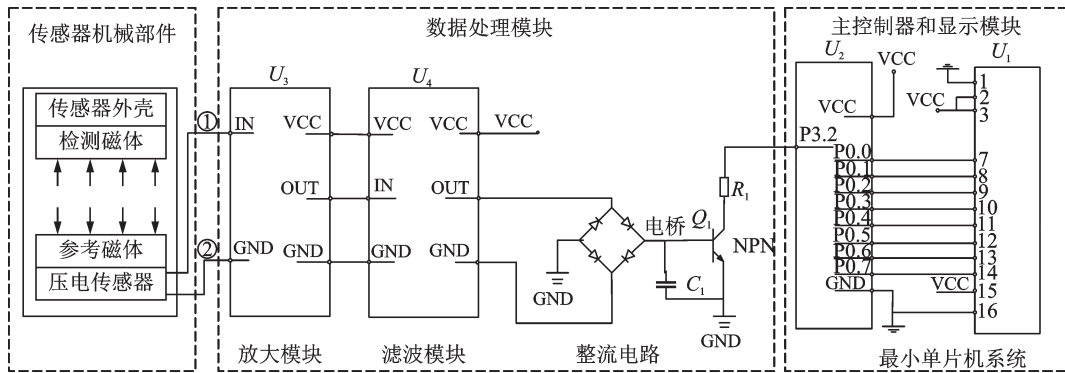 传感器机械部件
传感器外壳
检测磁体
参考磁体
压电传感器
①
②
数据处理模块
U3
IN
VCC
OUT
GND
GND
放大模块
U4
VCC
VCC
VCC
IN
OUT
GND
GND
滤波模块
电桥
GND
C1
Q1
R1
NPN
GND
整流电路
主控制器和显示模块
U2
VCC
VCC
P3.2
P0.0
P0.1
P0.2
P0.3
P0.4
P0.5
P0.6
P0.7
GND
U1
1
VCC
2
3
7
8
9
10
11
12
13
14
VCC
15
16
最小单片机系统